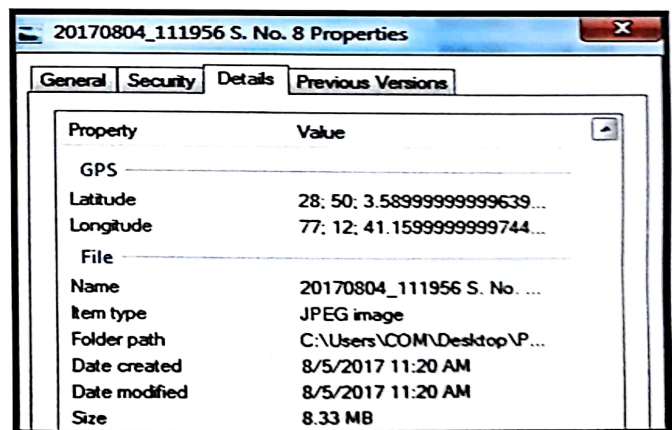 20170804_111956 S. No. 8 Properties
General Security Details Previous Versions
Property Value
GPS
Latitude 28; 50; 3.58999999999639...
Longitude 77; 12; 41.1599999999744...
File
Name 20170804_111956 S. No. ...
Item type JPEG image
Folder path C:\Users\COM\Desktop\P...
Date created 8/5/2017 11:20 AM
Date modified 8/5/2017 11:20 AM
Size 8.33 MB